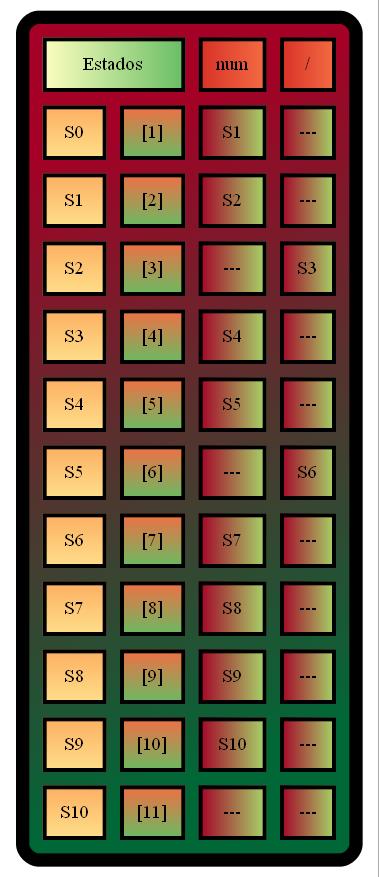 Estados num /
S0 [1] S1 ---
S1 [2] S2 ---
S2 [3] --- S3
S3 [4] S4 ---
S4 [5] S5 ---
S5 [6] --- S6
S6 [7] S7 ---
S7 [8] S8 ---
S8 [9] S9 ---
S9 [10] S10 ---
S10 [11] --- ---